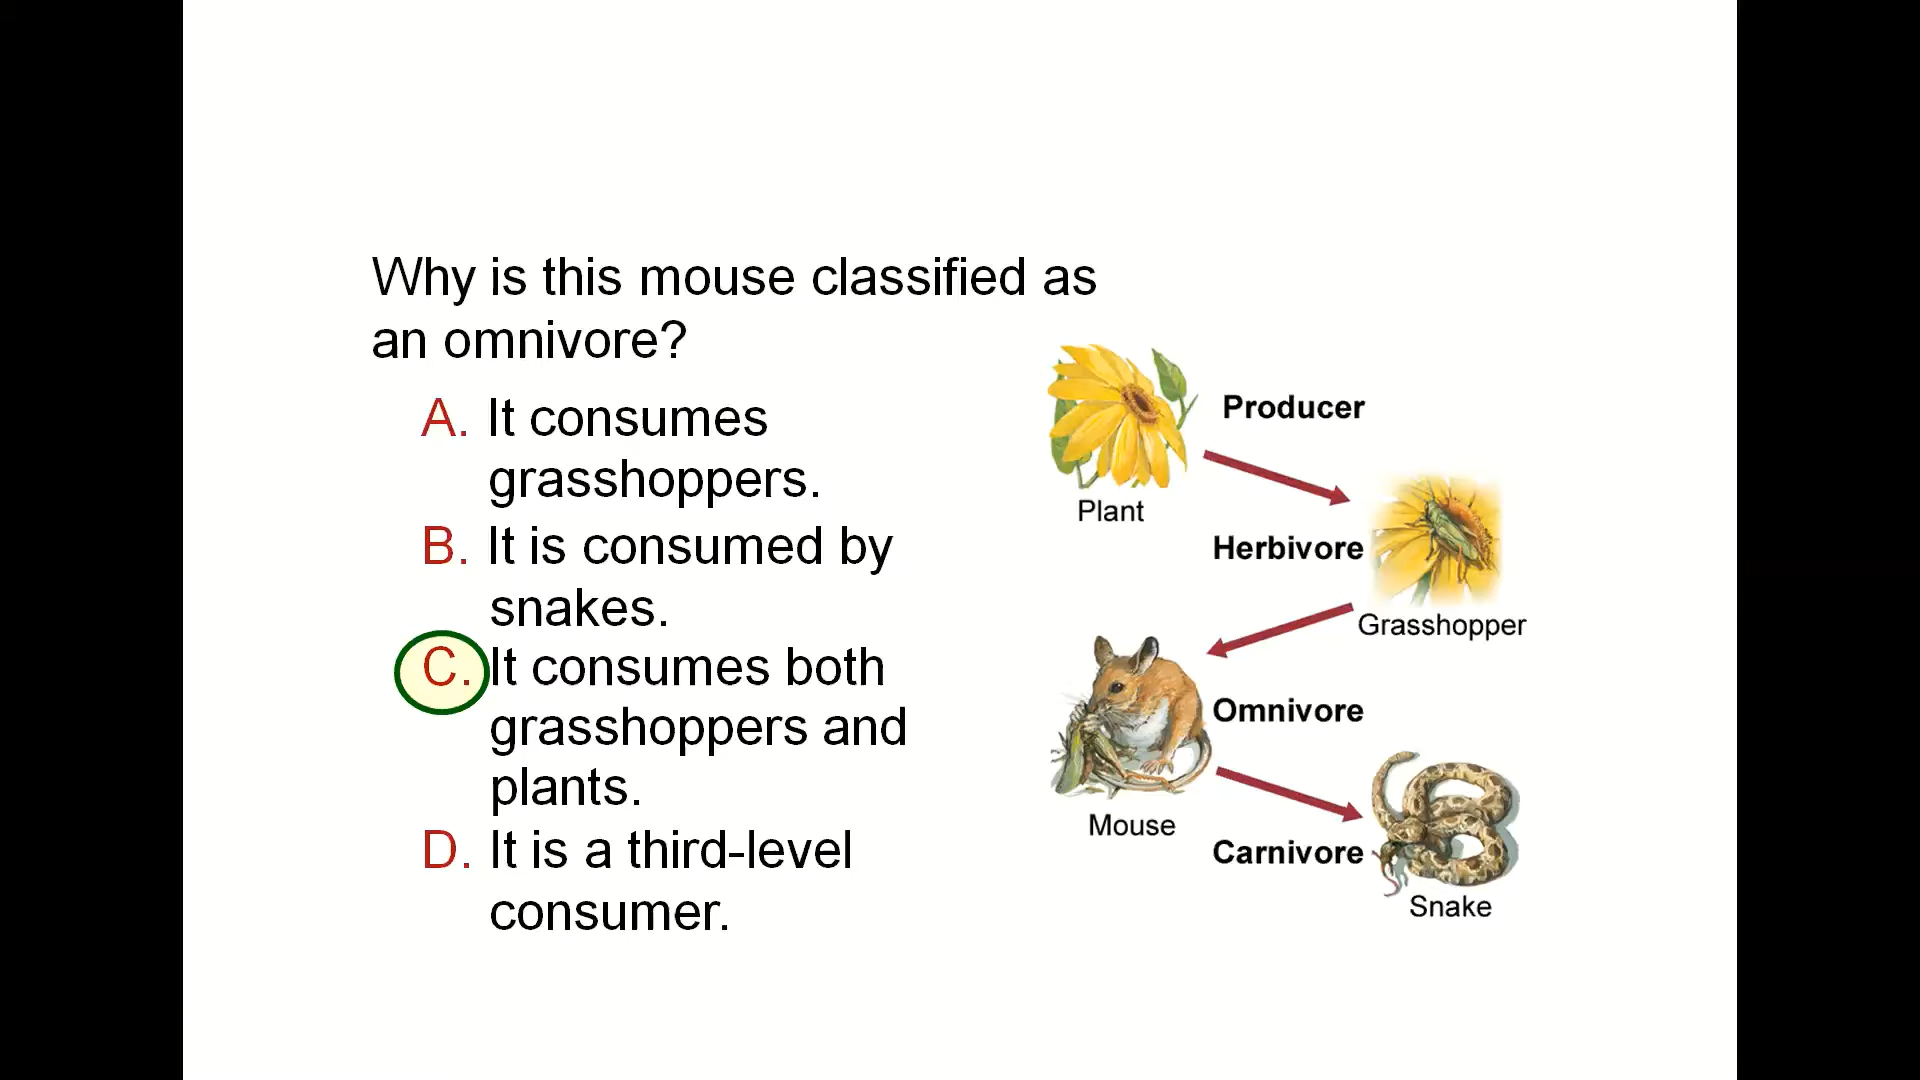 Why is this mouse classified as
an omnivore?
A. It consumes
grasshoppers.
B. It is consumed by
snakes.
C. It consumes both
grasshoppers and
plants.
D. It is a third-level
consumer.
Producer
Plant
Herbivore
Grasshopper
Omnivore
Mouse
Carnivore
Snake